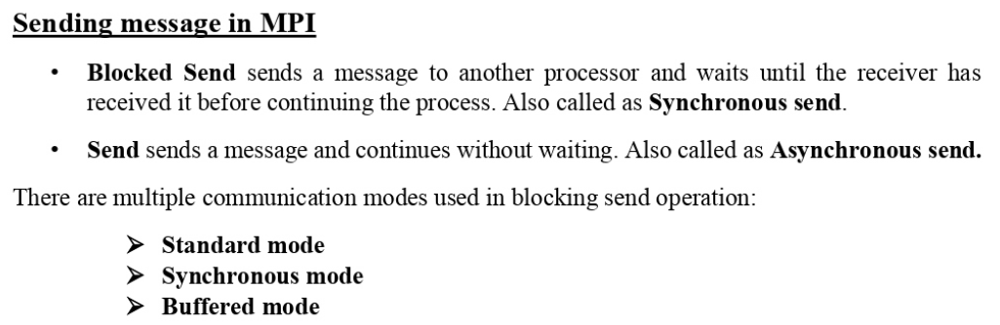 Sending message in MPI
• Blocked Send sends a message to another processor and waits until the receiver has
received it before continuing the process. Also called as Synchronous send.
• Send sends a message and continues without waiting. Also called as Asynchronous send.
There are multiple communication modes used in blocking send operation:
➢ Standard mode
➢ Synchronous mode
➢ Buffered mode